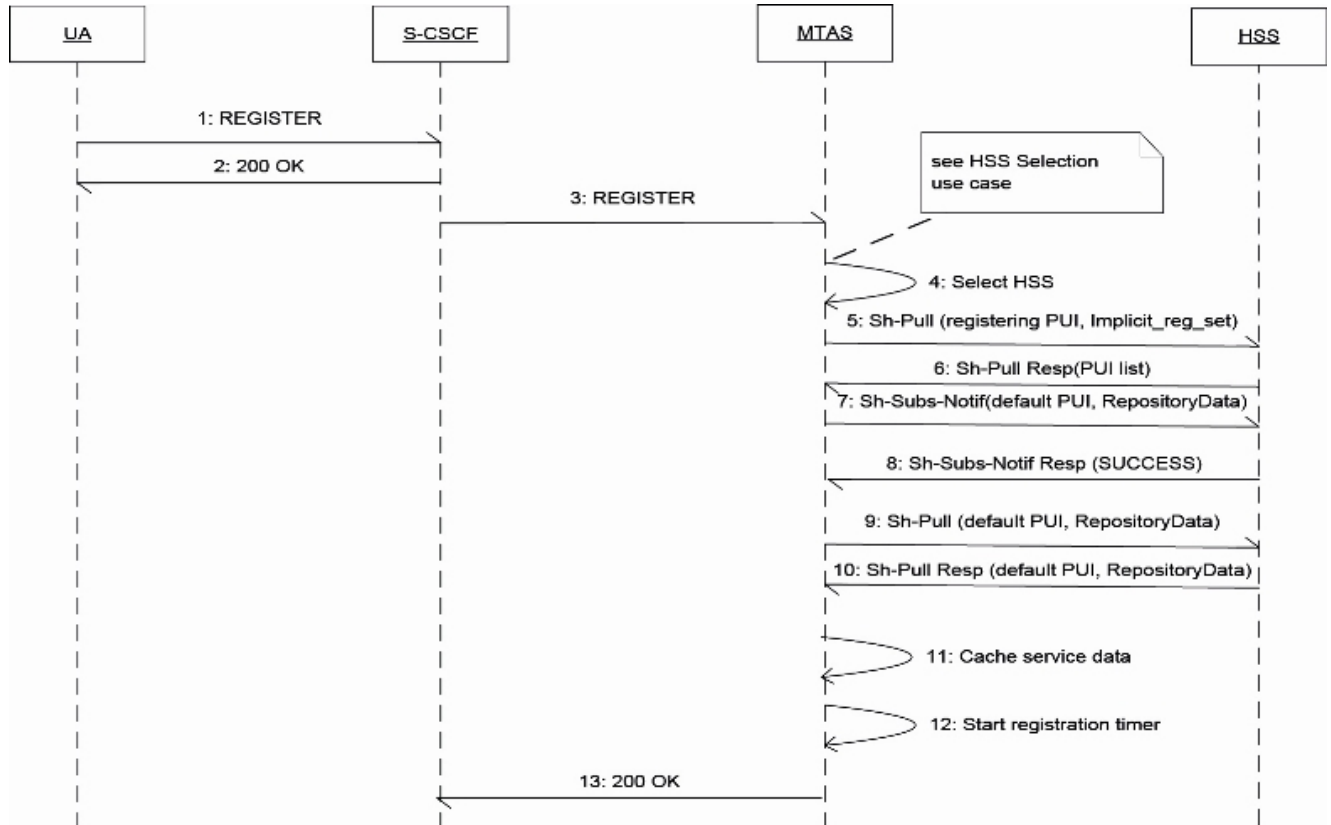 UA
S-CSCF
MTAS
HSS
1: REGISTER
2: 200 OK
3: REGISTER
see HSS Selection
use case
4: Select HSS
5: Sh-Pull (registering PUI, Implicit_reg_set)
6: Sh-Pull Resp(PUI list)
7: Sh-Subs-Notif(default PUI, RepositoryData)
8: Sh-Subs-Notif Resp (SUCCESS)
9: Sh-Pull (default PUI, RepositoryData)
10: Sh-Pull Resp (default PUI, RepositoryData)
11: Cache service data
12: Start registration timer
13: 200 OK